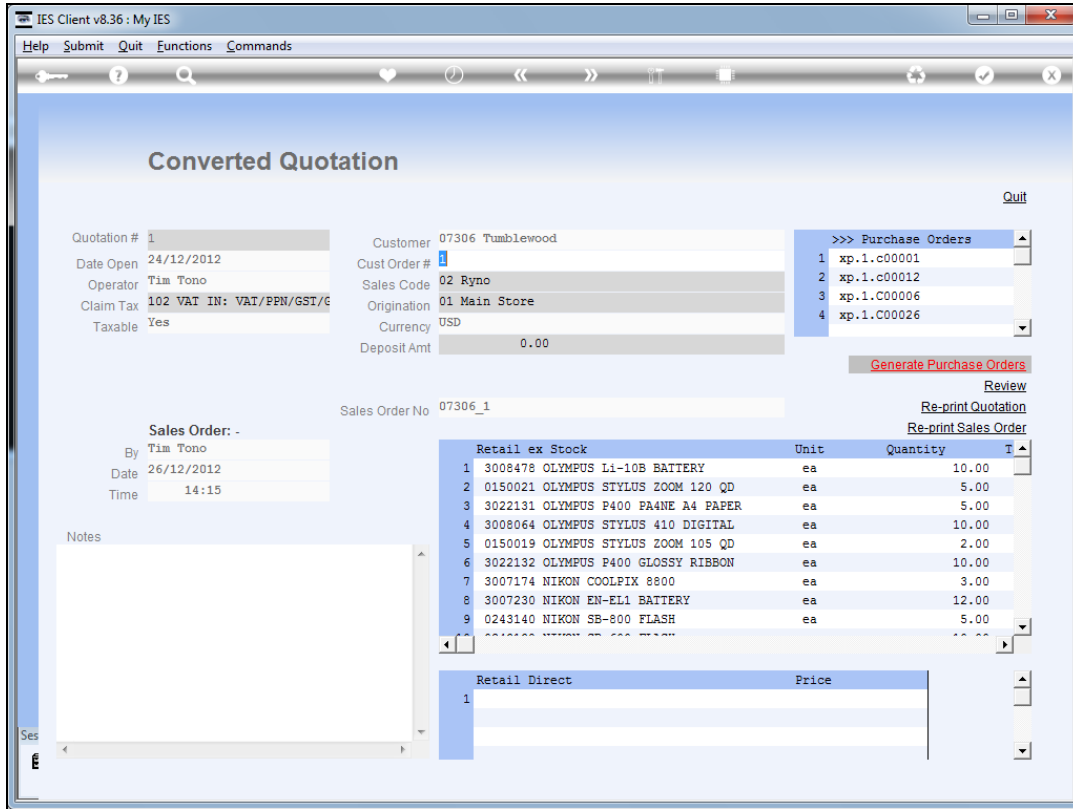 IES Client v8.36 : My IES
Help Submit Quit Functions Commands
Converted Quotation
Quit
Quotation # 1
Date Open 24/12/2012
Operator Tim Tono
Claim Tax 102 VAT IN: VAT/PPN/GST/G
Taxable Yes
Customer 07306 Tumblewood
Cust Order # 1
Sales Code 02 Ryno
Origination 01 Main Store
Currency USD
Deposit Amt 0.00
>>> Purchase Orders
1 xp.1.c00001
2 xp.1.c00012
3 xp.1.C00006
4 xp.1.C00026
Generate Purchase Orders
Review
Re-print Quotation
Re-print Sales Order
Sales Order No 07306_1
Sales Order: -
By Tim Tono
Date 26/12/2012
Time 14:15
Notes
Retail ex Stock Unit Quantity T
1 3008478 OLYMPUS Li-10B BATTERY ea 10.00
2 0150021 OLYMPUS STYLUS ZOOM 120 QD ea 5.00
3 3022131 OLYMPUS P400 PA4NE A4 PAPER ea 5.00
4 3008064 OLYMPUS STYLUS 410 DIGITAL ea 10.00
5 0150019 OLYMPUS STYLUS ZOOM 105 QD ea 2.00
6 3022132 OLYMPUS P400 GLOSSY RIBBON ea 10.00
7 3007174 NIKON COOLPIX 8800 ea 3.00
8 3007230 NIKON EN-EL1 BATTERY ea 12.00
9 0243140 NIKON SB-800 FLASH ea 5.00
Retail Direct Price
1
Ses